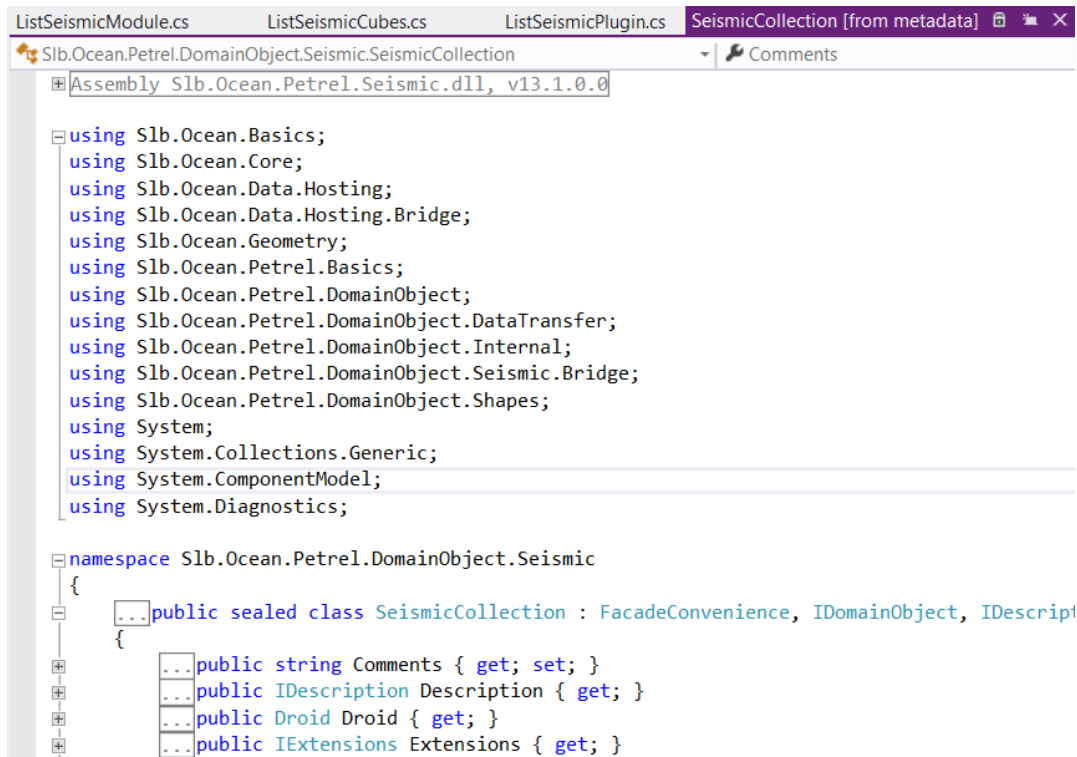 ListSeismicModule.cs ListSeismicCubes.cs ListSeismicPlugin.cs SeismicCollection [from metadata]
Slb.Ocean.Petrel.DomainObject.Seismic.SeismicCollection Comments
Assembly Slb.Ocean.Petrel.Seismic.dll, v13.1.0.0
using Slb.Ocean.Basics;
using Slb.Ocean.Core;
using Slb.Ocean.Data.Hosting;
using Slb.Ocean.Data.Hosting.Bridge;
using Slb.Ocean.Geometry;
using Slb.Ocean.Petrel.Basics;
using Slb.Ocean.Petrel.DomainObject;
using Slb.Ocean.Petrel.DomainObject.DataTransfer;
using Slb.Ocean.Petrel.DomainObject.Internal;
using Slb.Ocean.Petrel.DomainObject.Seismic.Bridge;
using Slb.Ocean.Petrel.DomainObject.Shapes;
using System;
using System.Collections.Generic;
using System.ComponentModel;
using System.Diagnostics;
namespace Slb.Ocean.Petrel.DomainObject.Seismic
{
...public sealed class SeismicCollection : FacadeConvenience, IDomainObject, IDescript
{
...public string Comments { get; set; }
...public IDescription Description { get; }
...public Droid Droid { get; }
...public IExtensions Extensions { get; }